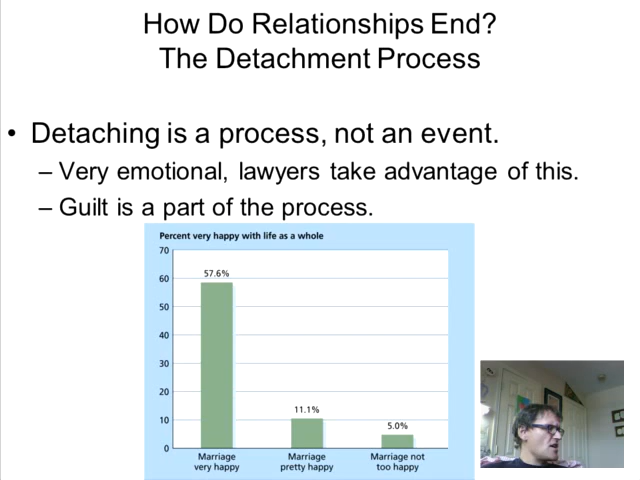 How Do Relationships End?
The Detachment Process
• Detaching is a process, not an event.
– Very emotional, lawyers take advantage of this.
– Guilt is a part of the process.
Percent very happy with life as a whole
70
60
50
40
30
20
10
0
57.6%
11.1%
5.0%
Marriage very happy
Marriage pretty happy
Marriage not too happy